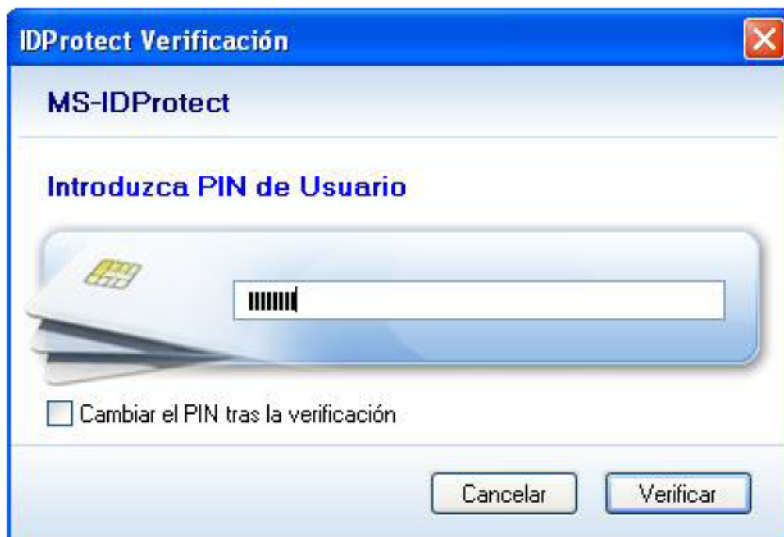 IDProtect Verificación
MS-IDProtect
Introduzca PIN de Usuario
Cambiar el PIN tras la verificación
Cancelar
Verificar